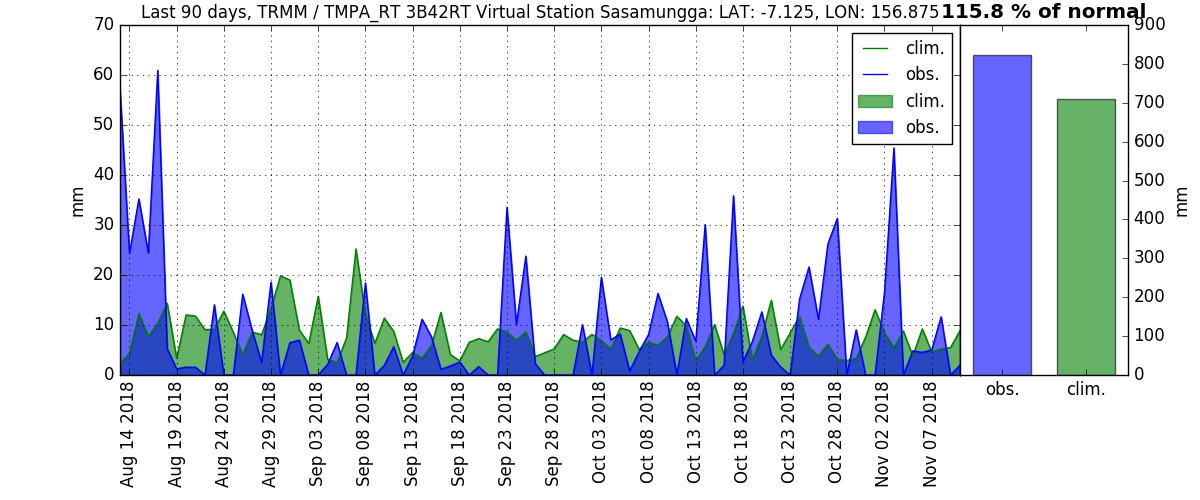 Last 90 days, TRMM / TMPA_RT 3B42RT Virtual Station Sasamungga: LAT: -7.125, LON: 156.875
115.8 % of normal
70
60
50
40
30
20
10
0
mm
clim.
obs.
clim.
obs.
900
800
700
600
500
400
300
200
100
0
mm
Aug 14 2018
Aug 19 2018
Aug 24 2018
Aug 29 2018
Sep 03 2018
Sep 08 2018
Sep 13 2018
Sep 18 2018
Sep 23 2018
Sep 28 2018
Oct 03 2018
Oct 08 2018
Oct 13 2018
Oct 18 2018
Oct 23 2018
Oct 28 2018
Nov 02 2018
Nov 07 2018
obs.
clim.